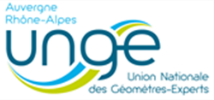 Auvergne
Rhône-Alpes
unge
Union Nationale
des Géomètres-Experts